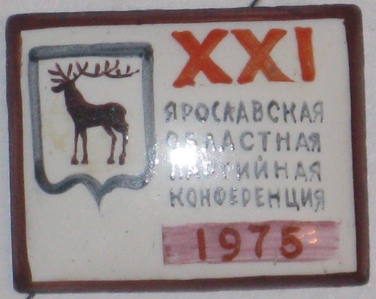 XXI
ЯРОСЛАВСКАЯ
ОБЛАСТНАЯ
ПАРТИЙНАЯ
КОНФЕРЕНЦИЯ
1975